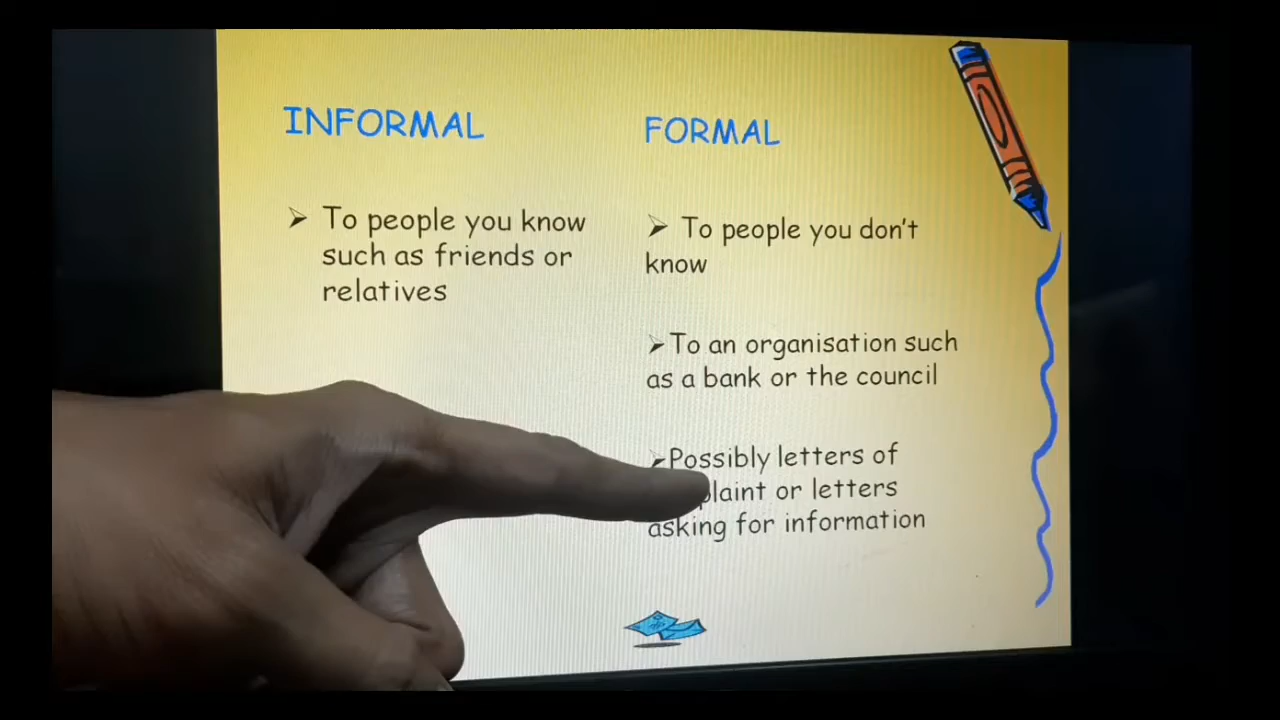 INFORMAL
➢ To people you know
such as friends or
relatives
FORMAL
➢ To people you don't
know
➢To an organisation such
as a bank or the council
➢Possibly letters of
or letters
asking for information